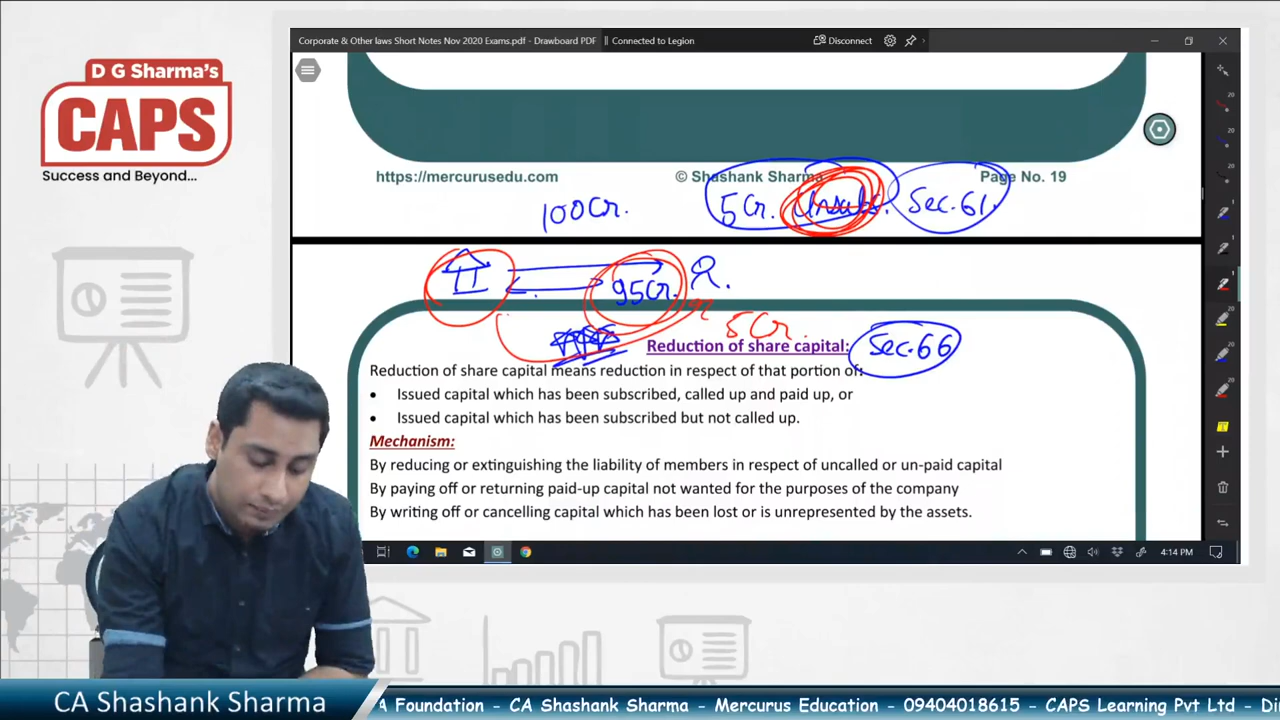 D G Sharma's
CAPS
Success and Beyond...
Corporate & Other laws Short Notes Nov 2020 Exams.pdf - Drawboard PDF || Connected to Legion
Disconnect
https://mercurusedu.com © Shashank Sharma Page No. 19
100Cr. 5Cr. Unsubs. Sec.61.
95Cr.
5Cr.
Reduction of share capital: Sec.66
Reduction of share capital means reduction in respect of that portion of:
• Issued capital which has been subscribed, called up and paid up, or
• Issued capital which has been subscribed but not called up.
Mechanism:
By reducing or extinguishing the liability of members in respect of uncalled or un-paid capital
By paying off or returning paid-up capital not wanted for the purposes of the company
By writing off or cancelling capital which has been lost or is unrepresented by the assets.
4:14 PM
CA Shashank Sharma
A Foundation - CA Shashank Sharma - Mercurus Education - 09404018615 - CAPS Learning Pvt Ltd - Di